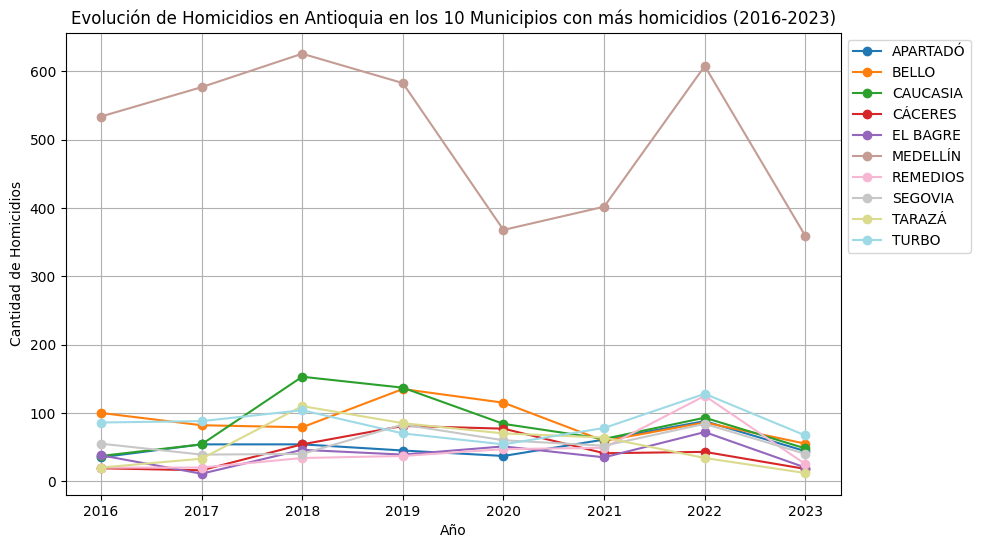 Evolución de Homicidios en Antioquia en los 10 Municipios con más homicidios (2016-2023)
Cantidad de Homicidios
600
500
400
300
200
100
0
2016 2017 2018 2019 2020 2021 2022 2023
Año
APARTADÓ
BELLO
CAUCASIA
CÁCERES
EL BAGRE
MEDELLÍN
REMEDIOS
SEGOVIA
TARAZÁ
TURBO